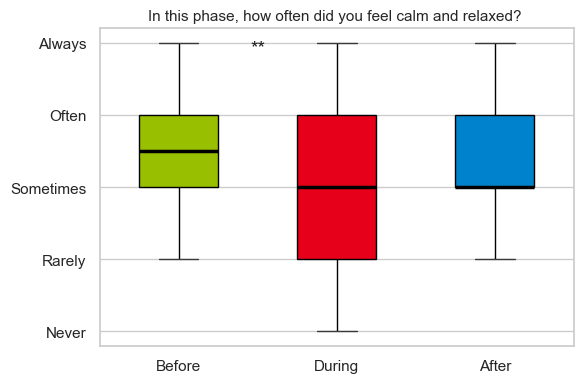 In this phase, how often did you feel calm and relaxed?
Always
**
Often
Sometimes
Rarely
Never
Before During After